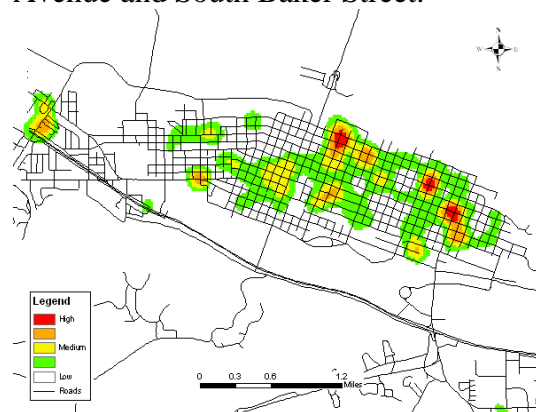 Avenue and South Baker Street.
N
W E
S
Legend
High
Medium
Low
Roads
0 0.3 0.6 1.2
Miles